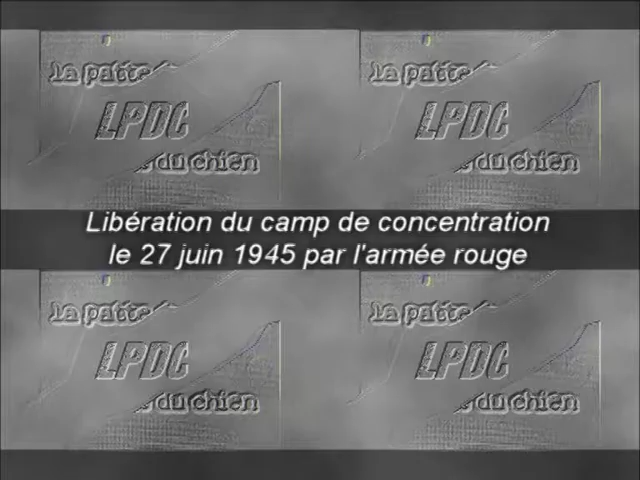 la patte
la patte
LPDC
LPDC
du chien
du chien
Libération du camp de concentration
le 27 juin 1945 par l'armée rouge
la patte
la patte
LPDC
LPDC
du chien
du chien